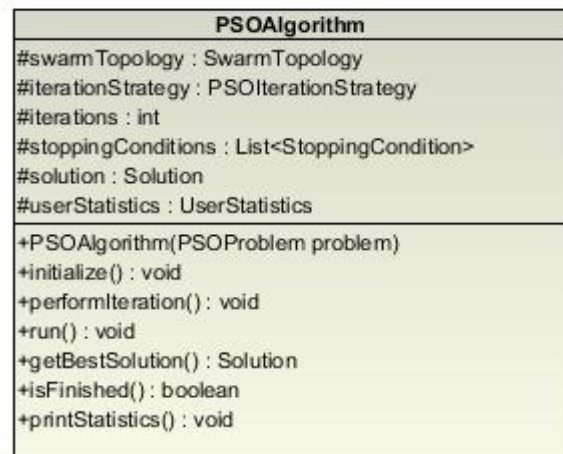 PSOAlgorithm
#swarmTopology : SwarmTopology
#iterationStrategy : PSOIterationStrategy
#iterations : int
#stoppingConditions : List<StoppingCondition>
#solution : Solution
#userStatistics : UserStatistics
+PSOAlgorithm(PSOProblem problem)
+initialize() : void
+performIteration() : void
+run() : void
+getBestSolution() : Solution
+isFinished() : boolean
+printStatistics() : void